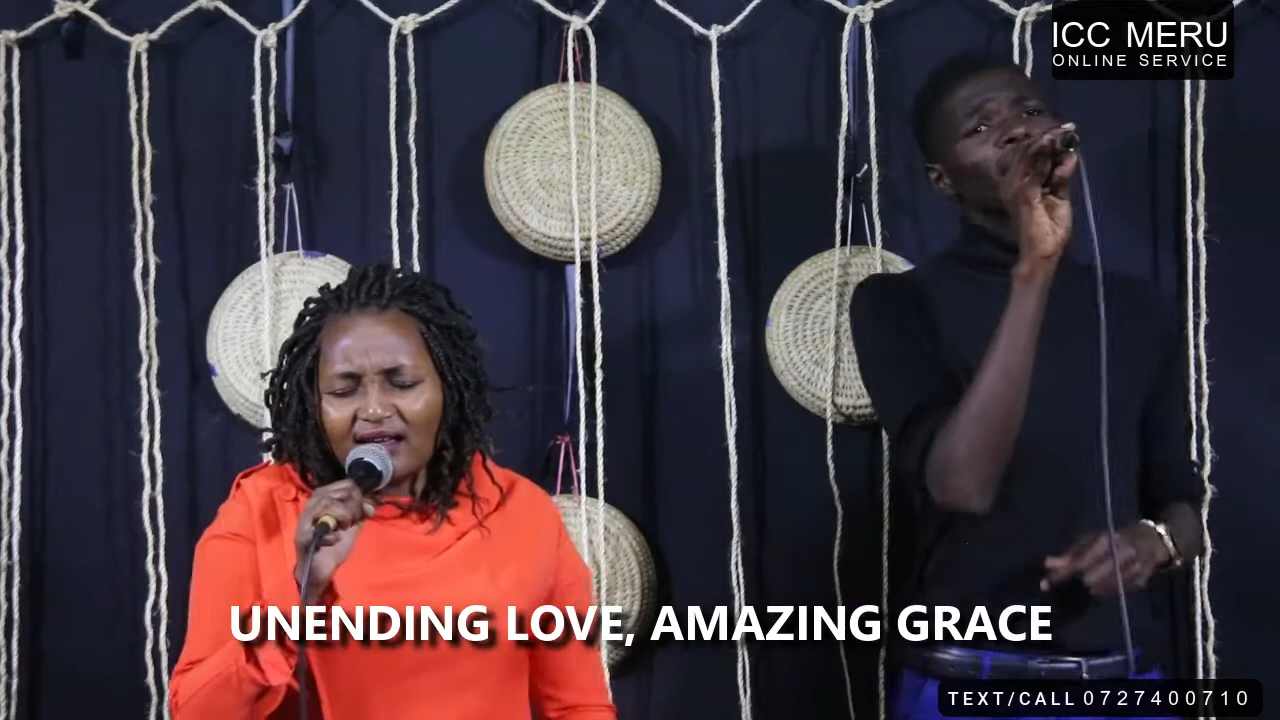 ICC MERU
ONLINE SERVICE
UNENDING LOVE, AMAZING GRACE
TEXT/CALL 0727400710